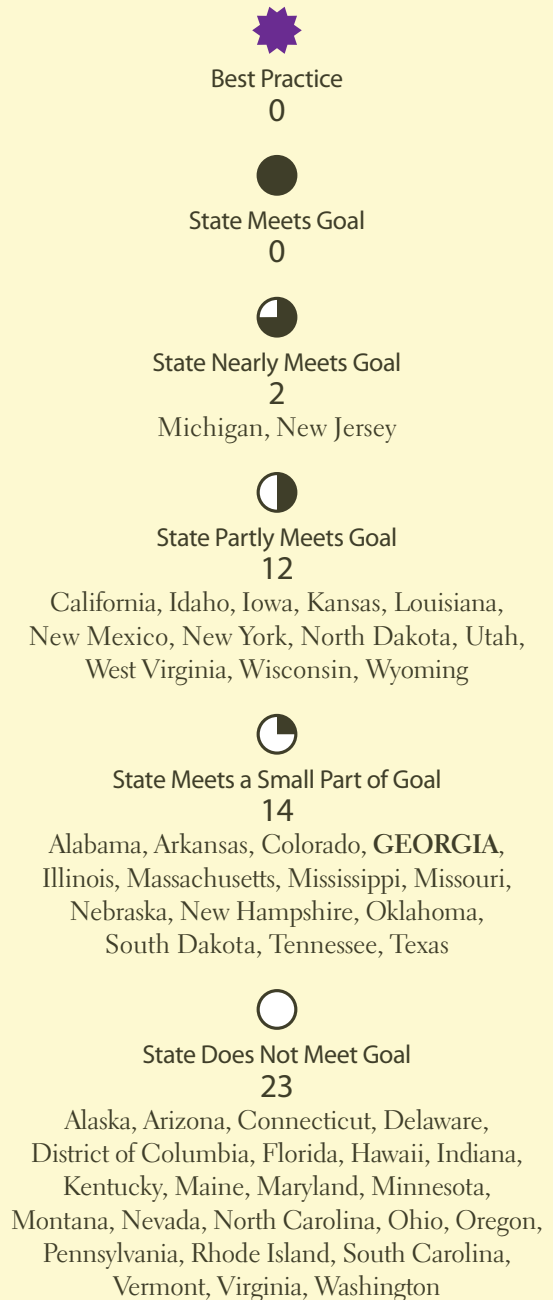 Best Practice
0
State Meets Goal
0
State Nearly Meets Goal
2
Michigan, New Jersey
State Partly Meets Goal
12
California, Idaho, Iowa, Kansas, Louisiana,
New Mexico, New York, North Dakota, Utah,
West Virginia, Wisconsin, Wyoming
State Meets a Small Part of Goal
14
Alabama, Arkansas, Colorado, GEORGIA,
Illinois, Massachusetts, Mississippi, Missouri,
Nebraska, New Hampshire, Oklahoma,
South Dakota, Tennessee, Texas
State Does Not Meet Goal
23
Alaska, Arizona, Connecticut, Delaware,
District of Columbia, Florida, Hawaii, Indiana,
Kentucky, Maine, Maryland, Minnesota,
Montana, Nevada, North Carolina, Ohio, Oregon,
Pennsylvania, Rhode Island, South Carolina,
Vermont, Virginia, Washington